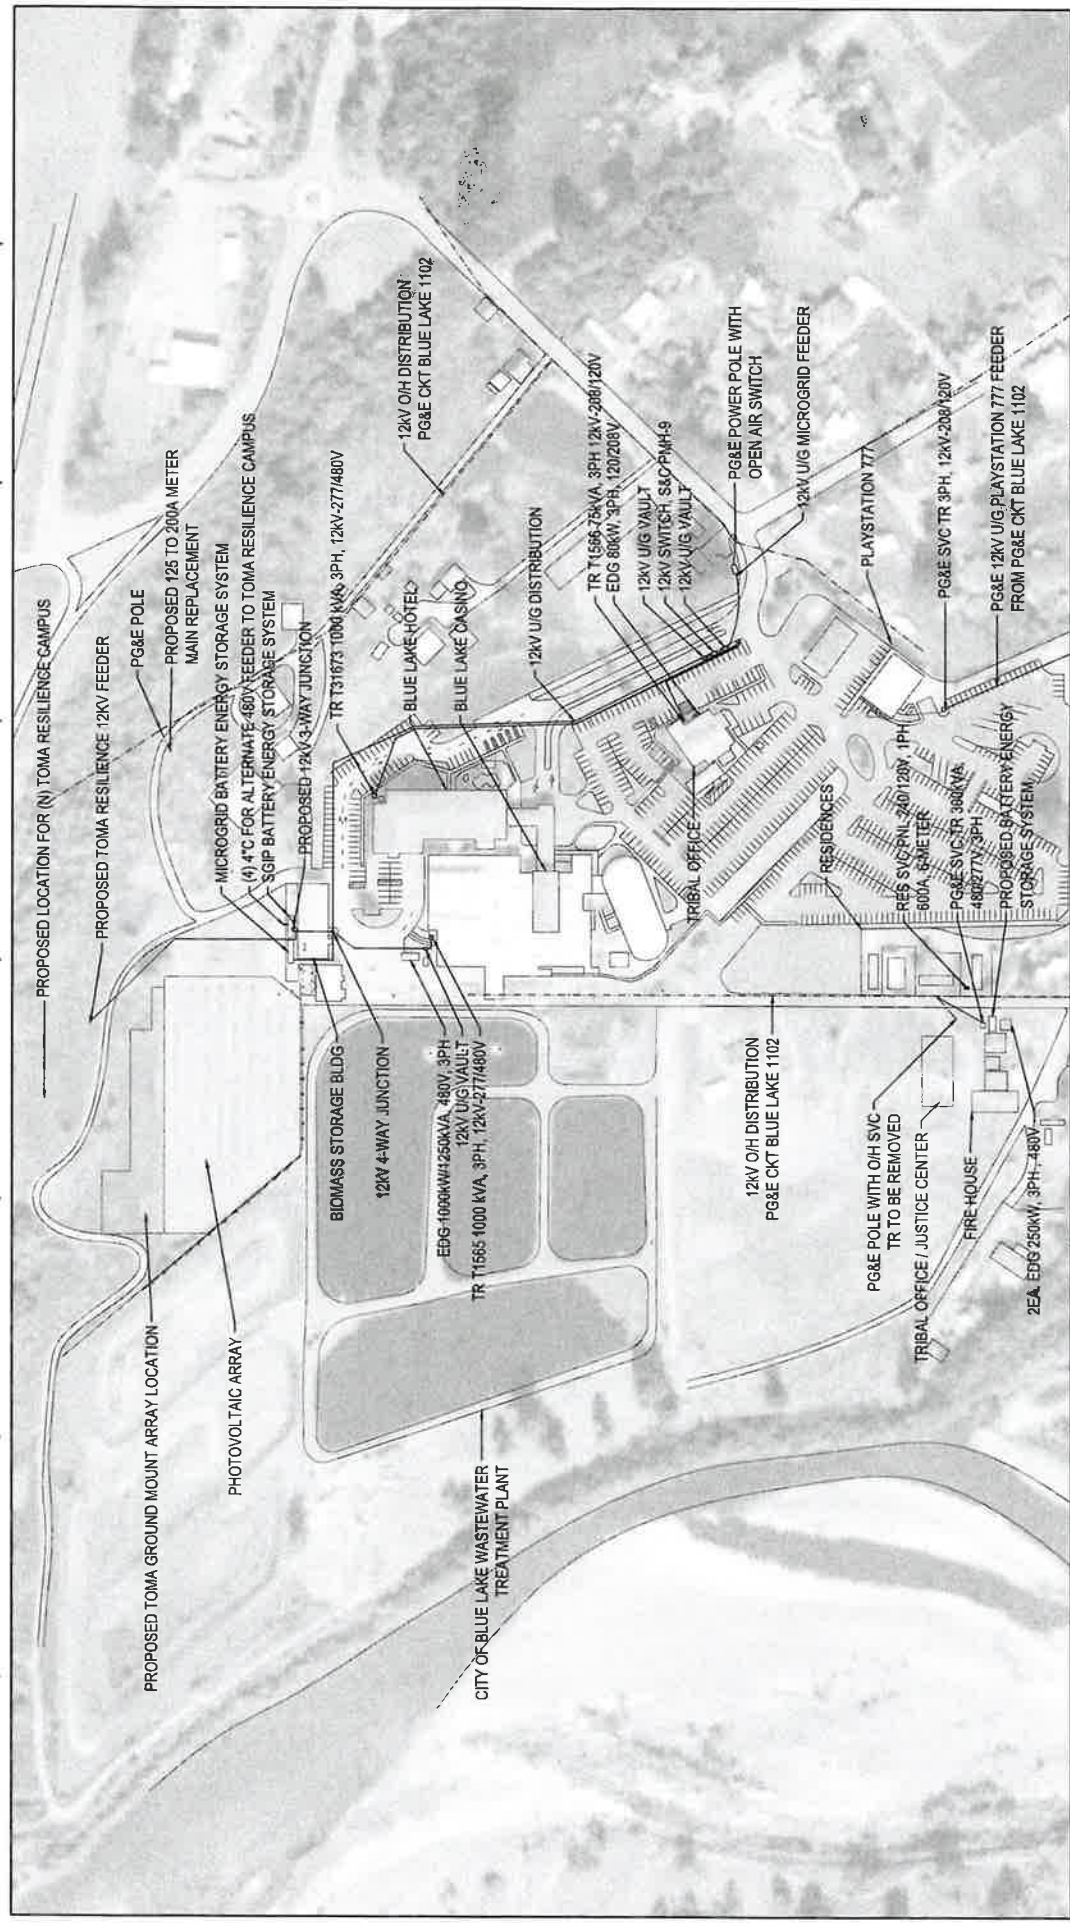 PROPOSED LOCATION FOR (N) TOMA RESILIENCE CAMPUS
PROPOSED TOMA RESILIENCE 12KV FEEDER
PG&E POLE
PROPOSED 125 TO 200A METER
MAIN REPLACEMENT
MICROGRID BATTERY ENERGY STORAGE SYSTEM
(4) 4"C FOR ALTERNATE 480V FEEDER TO TOMA RESILIENCE CAMPUS
SGIP BATTERY ENERGY STORAGE SYSTEM
PROPOSED 12kV 3-WAY JUNCTION
TR T31673 1000 kVA, 3PH, 12kV-277/480V
12kV O/H DISTRIBUTION
PG&E CKT BLUE LAKE 1102
BLUE LAKE HOTEL
BLUE LAKE CASINO
12kV U/G DISTRIBUTION
TR T1566 75kVA, 3PH 12kV-208/120V
EDG 80kW, 3PH, 120/208V
12kV U/G VAULT
12kV SWITCH, S&C PMH-9
12kV U/G VAULT
PG&E POWER POLE WITH
OPEN AIR SWITCH
12kV U/G MICROGRID FEEDER
PLAYSTATION 777
PG&E SVC TR 3PH, 12kV-208/120V
PG&E 12kV U/G PLAYSTATION 777 FEEDER
FROM PG&E CKT BLUE LAKE 1102
TRIBAL OFFICE
RESIDENCES
RES SVC PNL 240/120V, 1PH
600A, 6-METER
PG&E SVC TR 300kVA,
480/277V, 3PH
PROPOSED BATTERY ENERGY
STORAGE SYSTEM
PROPOSED TOMA GROUND MOUNT ARRAY LOCATION
PHOTOVOLTAIC ARRAY
BIOMASS STORAGE BLDG
12kV 4-WAY JUNCTION
EDG 1000kW/1250kVA, 480V, 3PH
12kV U/G VAULT
TR T1565 1000 kVA, 3PH, 12kV-277/480V
CITY OF BLUE LAKE WASTEWATER
TREATMENT PLANT
12kV O/H DISTRIBUTION
PG&E CKT BLUE LAKE 1102
PG&E POLE WITH O/H SVC
TR TO BE REMOVED
TRIBAL OFFICE / JUSTICE CENTER
FIRE HOUSE
2EA. EDG 250kW, 3PH, 480V